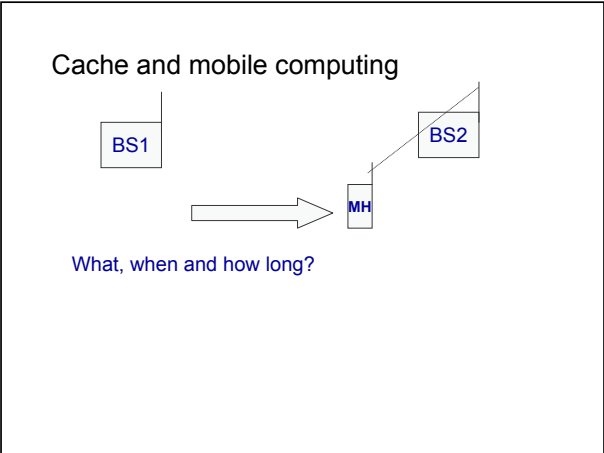 Cache and mobile computing
BS1
BS2
MH
What, when and how long?